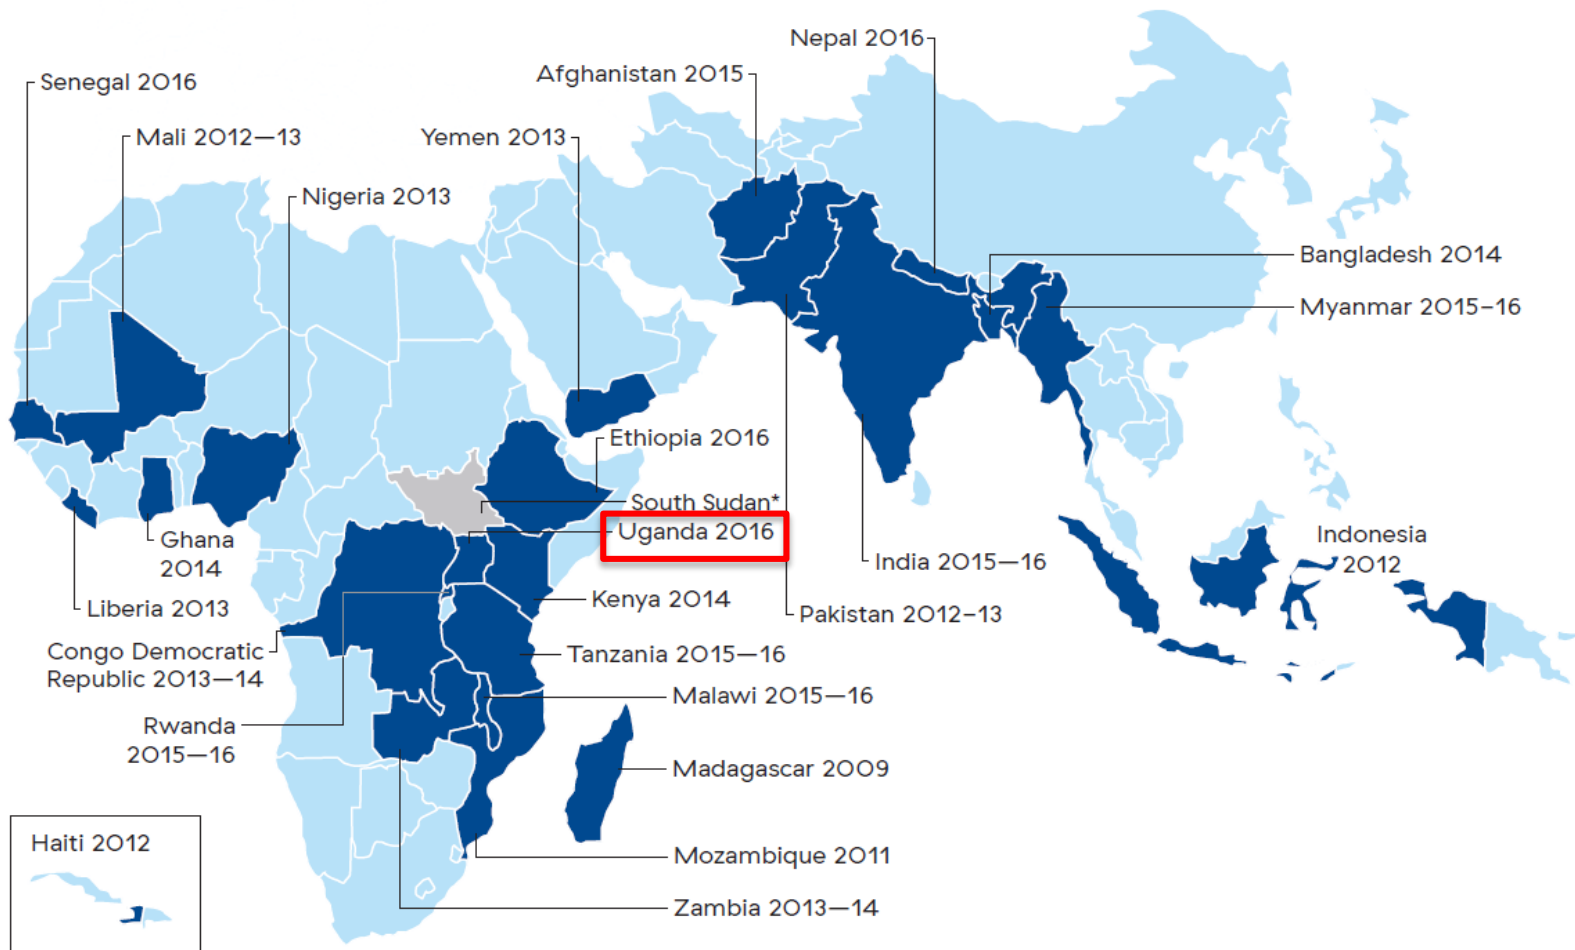 Nepal 2016
Afghanistan 2015
Senegal 2016
Mali 2012–13
Yemen 2013
Nigeria 2013
Bangladesh 2014
Myanmar 2015-16
Ethiopia 2016
South Sudan*
Uganda 2016
Ghana
2014
Indonesia
2012
India 2015–16
Liberia 2013
Kenya 2014
Pakistan 2012-13
Congo Democratic
Republic 2013–14
Tanzania 2015–16
Malawi 2015–16
Rwanda
2015–16
Madagascar 2009
Haiti 2012
Mozambique 2011
Zambia 2013–14